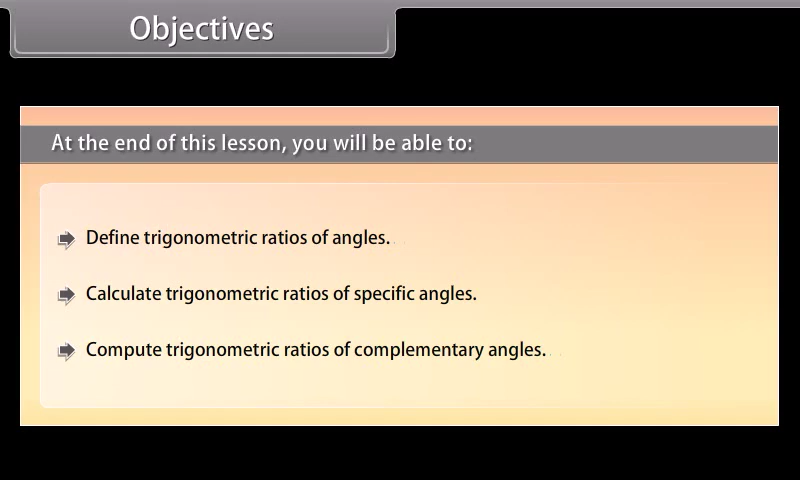 Objectives
At the end of this lesson, you will be able to:
Define trigonometric ratios of angles.
Calculate trigonometric ratios of specific angles.
Compute trigonometric ratios of complementary angles.